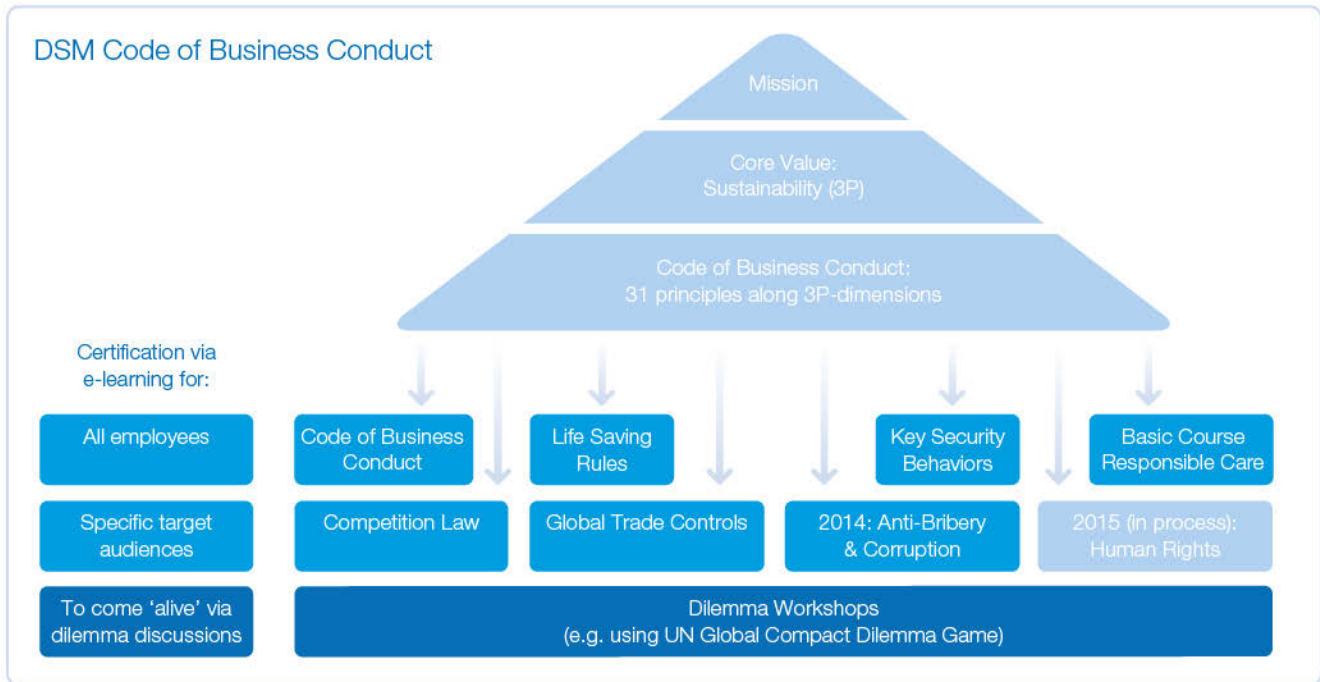 DSM Code of Business Conduct
Mission
Core Value:
Sustainability (3P)
Code of Business Conduct:
31 principles along 3P-dimensions
Certification via
e-learning for:
All employees
Code of Business
Conduct
Life Saving
Rules
Key Security
Behaviors
Basic Course
Responsible Care
Specific target
audiences
Competition Law
Global Trade Controls
2014: Anti-Bribery
& Corruption
2015 (in process):
Human Rights
To come ‘alive’ via
dilemma discussions
Dilemma Workshops
(e.g. using UN Global Compact Dilemma Game)